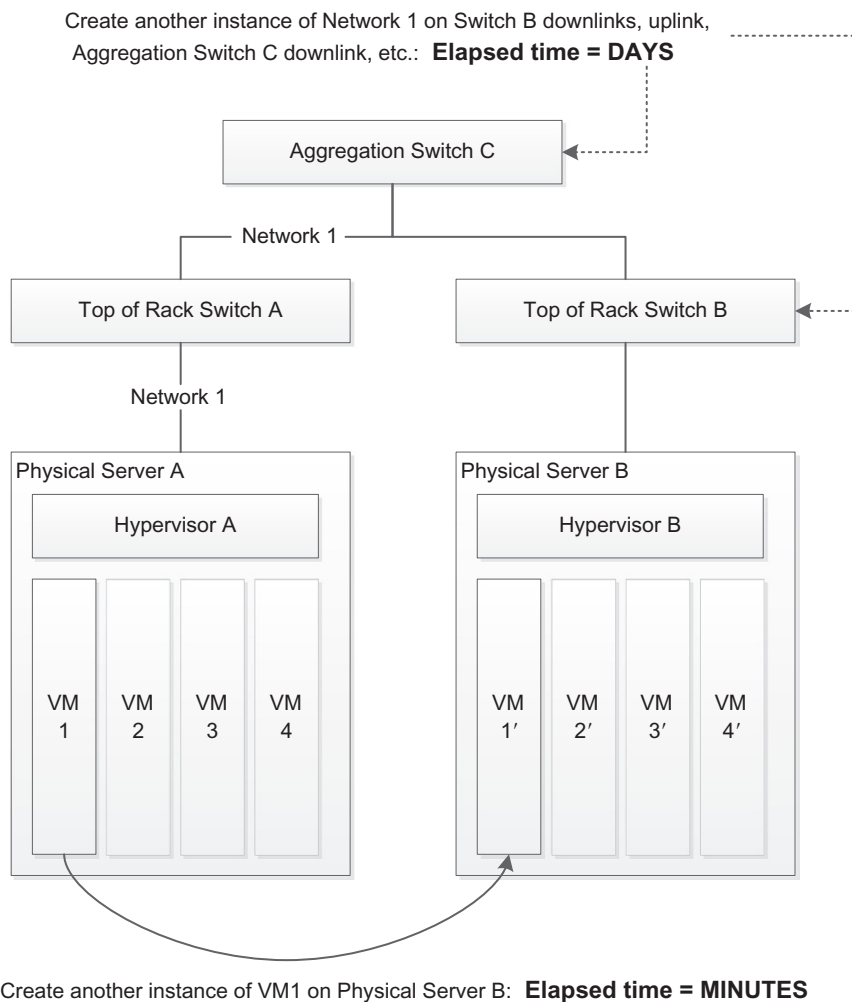 Create another instance of Network 1 on Switch B downlinks, uplink,
Aggregation Switch C downlink, etc.: Elapsed time = DAYS
Aggregation Switch C
Network 1
Top of Rack Switch A
Top of Rack Switch B
Network 1
Physical Server A
Hypervisor A
VM
1
VM
2
VM
3
VM
4
Physical Server B
Hypervisor B
VM
1′
VM
2′
VM
3′
VM
4′
Create another instance of VM1 on Physical Server B: Elapsed time = MINUTES